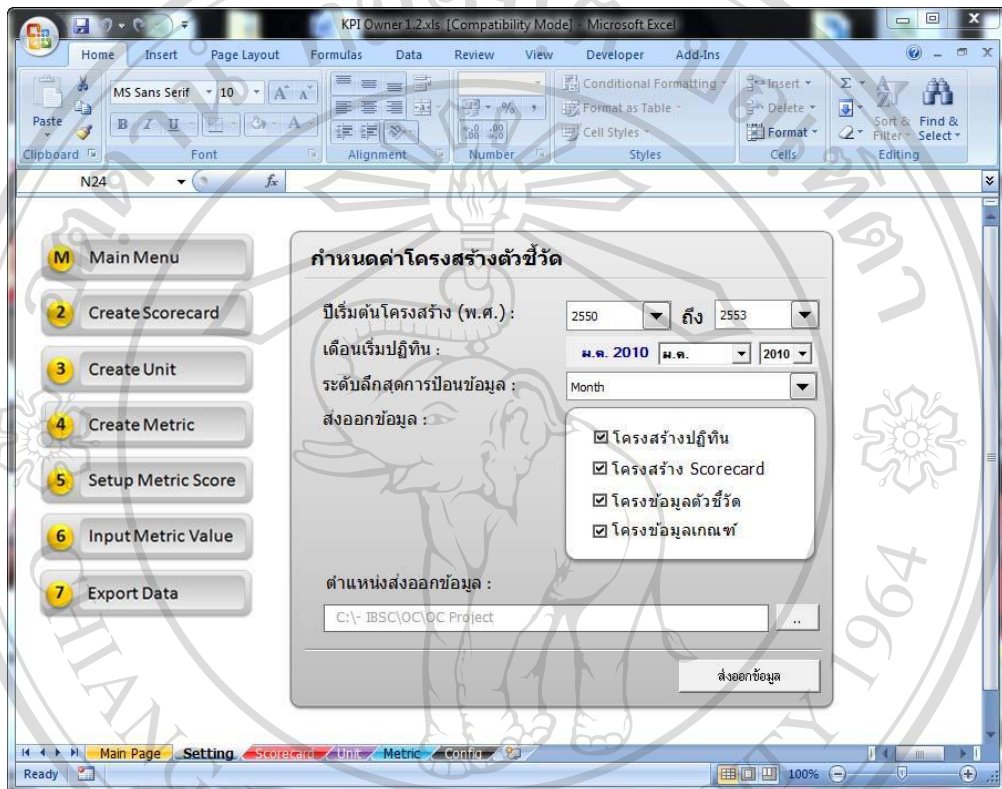 KPI Owner1.2.xls [Compatibility Mode] - Microsoft Excel
Home Insert Page Layout Formulas Data Review View Developer Add-Ins
MS Sans Serif 10 Conditional Formatting Insert
Paste Format as Table Delete Sort & Find &
Cell Styles Format Filter Select
Clipboard Font Alignment Number Styles Cells Editing
N24 fx
กำหนดค่าโครงสร้างตัวชี้วัด
M Main Menu
2 Create Scorecard
3 Create Unit
4 Create Metric
5 Setup Metric Score
6 Input Metric Value
7 Export Data
ปีเริ่มต้นโครงสร้าง (พ.ศ.) : 2550 ถึง 2553
เดือนเริ่มปฏิทิน : ม.ค. 2010 ม.ค. 2010
ระดับลึกสุดการป้อนข้อมูล : Month
ส่งออกข้อมูล :
โครงสร้างปฏิทิน
โครงสร้าง Scorecard
โครงข้อมูลตัวชี้วัด
โครงข้อมูลเกณฑ์
ตำแหน่งส่งออกข้อมูล :
C:\- IBSC\OC\OC Project ..
ส่งออกข้อมูล
Main Page Setting Scorecard Unit Metric Config
Ready 100%